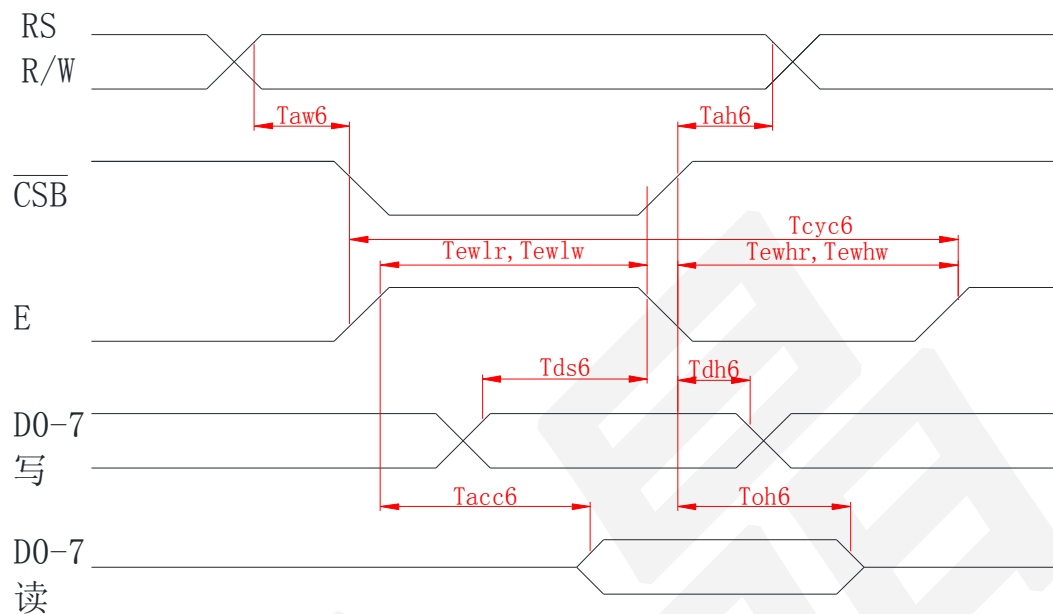 RS
R/W
Taw6
Tah6
CSB
Tcyc6
Tewlr, Tewlw
Tewhr, Tewhw
E
Tds6
Tdh6
D0-7
写
Tacc6
Toh6
D0-7
读